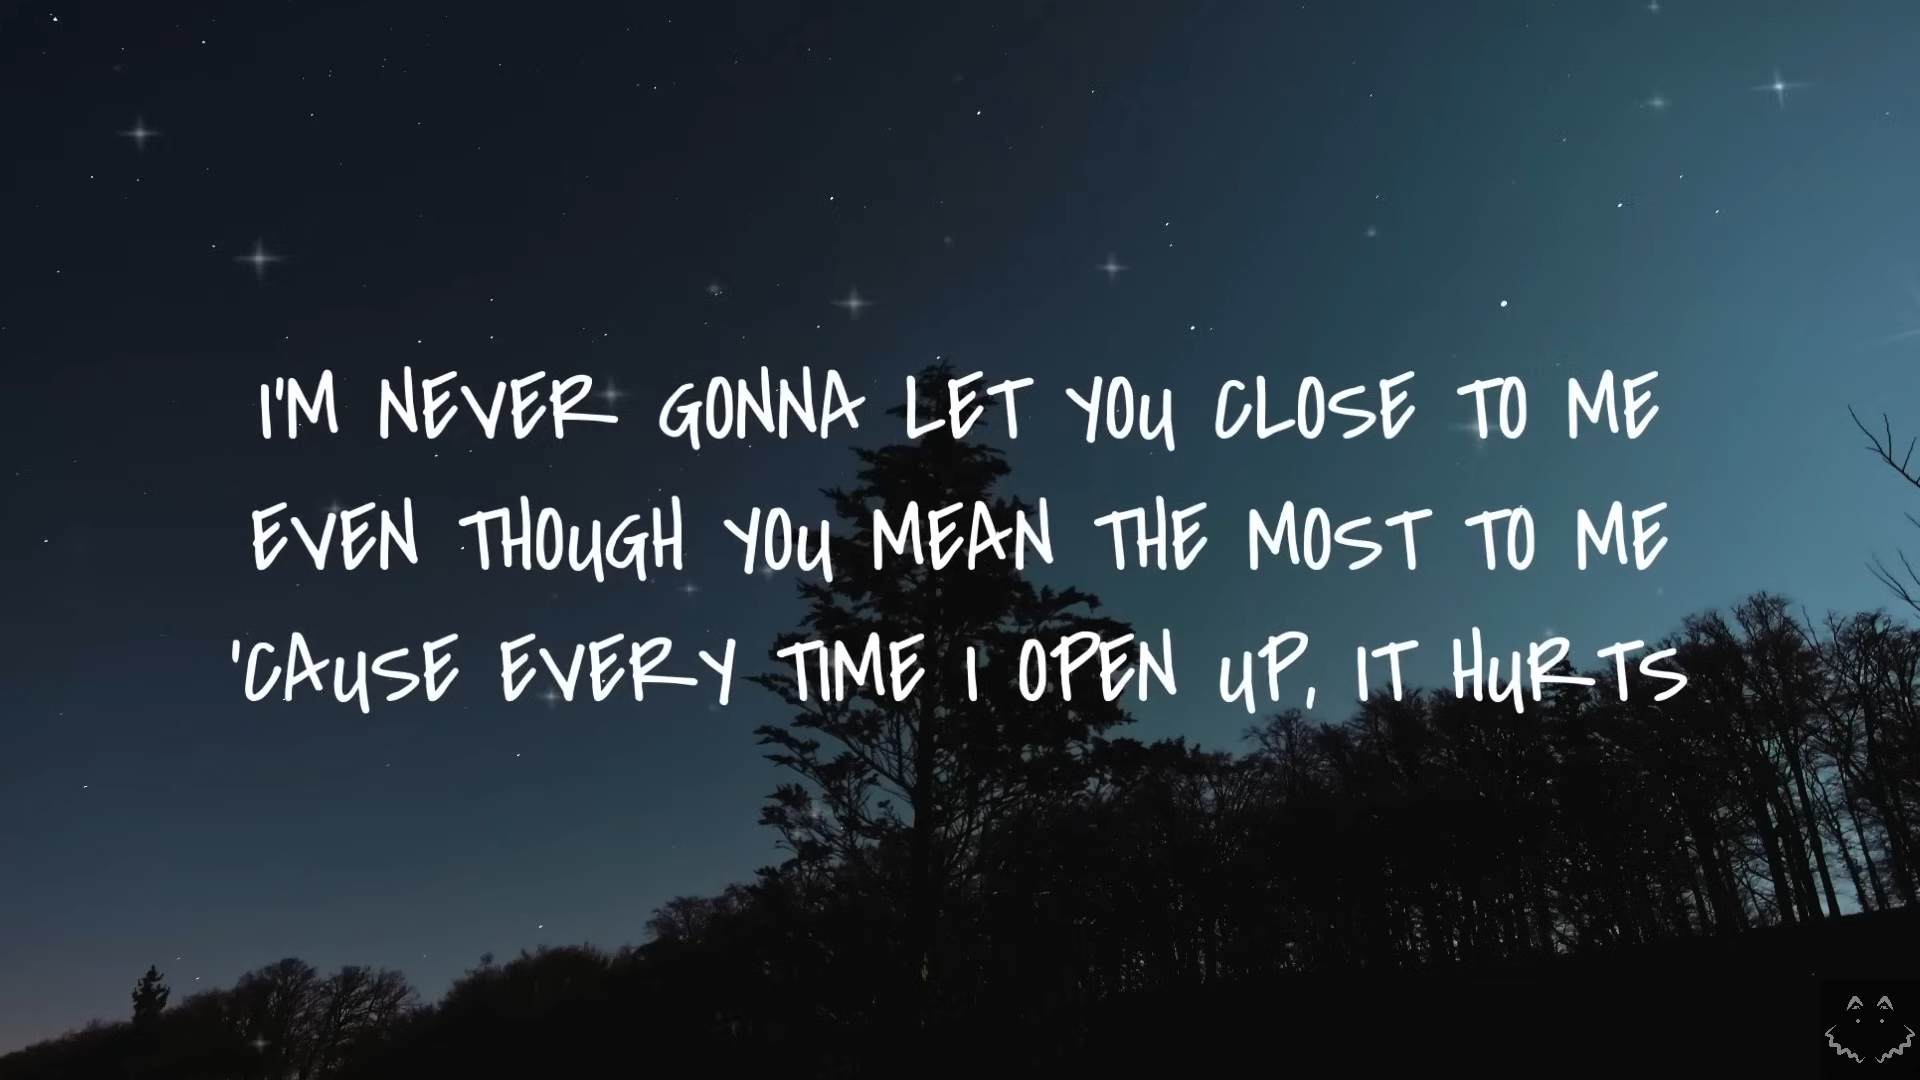 I'M NEVER GONNA LET YOU CLOSE TO ME
EVEN THOUGH YOU MEAN THE MOST TO ME
'CAUSE EVERY TIME I OPEN UP, IT HURTS